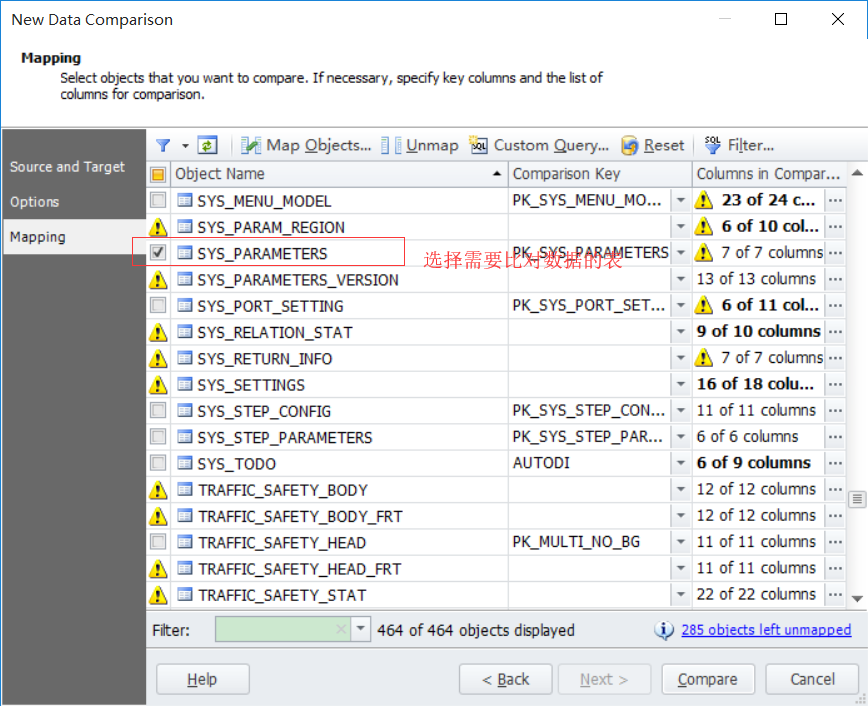 New Data Comparison
Mapping
Select objects that you want to compare. If necessary, specify key columns and the list of
columns for comparison.
Source and Target
Options
Mapping
Map Objects... Unmap Custom Query... Reset Filter...
Object Name Comparison Key Columns in Compar...
SYS_MENU_MODEL PK_SYS_MENU_MO... 23 of 24 c... ...
SYS_PARAM_REGION 6 of 10 col... ...
SYS_PARAMETERS PK_SYS_PARAMETERS 7 of 7 columns ...
选择需要比对数据的表
SYS_PARAMETERS_VERSION 13 of 13 columns ...
SYS_PORT_SETTING PK_SYS_PORT_SET... 6 of 11 col... ...
SYS_RELATION_STAT 9 of 10 columns ...
SYS_RETURN_INFO 7 of 7 columns ...
SYS_SETTINGS 16 of 18 colu... ...
SYS_STEP_CONFIG PK_SYS_STEP_CON... 11 of 11 columns ...
SYS_STEP_PARAMETERS PK_SYS_STEP_PAR... 6 of 6 columns ...
SYS_TODO AUTODI 6 of 9 columns ...
TRAFFIC_SAFETY_BODY 12 of 12 columns ...
TRAFFIC_SAFETY_BODY_FRT 12 of 12 columns ...
TRAFFIC_SAFETY_HEAD PK_MULTI_NO_BG 11 of 11 columns ...
TRAFFIC_SAFETY_HEAD_FRT 11 of 11 columns ...
TRAFFIC_SAFETY_STAT 22 of 22 columns ...
Filter: 464 of 464 objects displayed 285 objects left unmapped
Help < Back Next > Compare Cancel